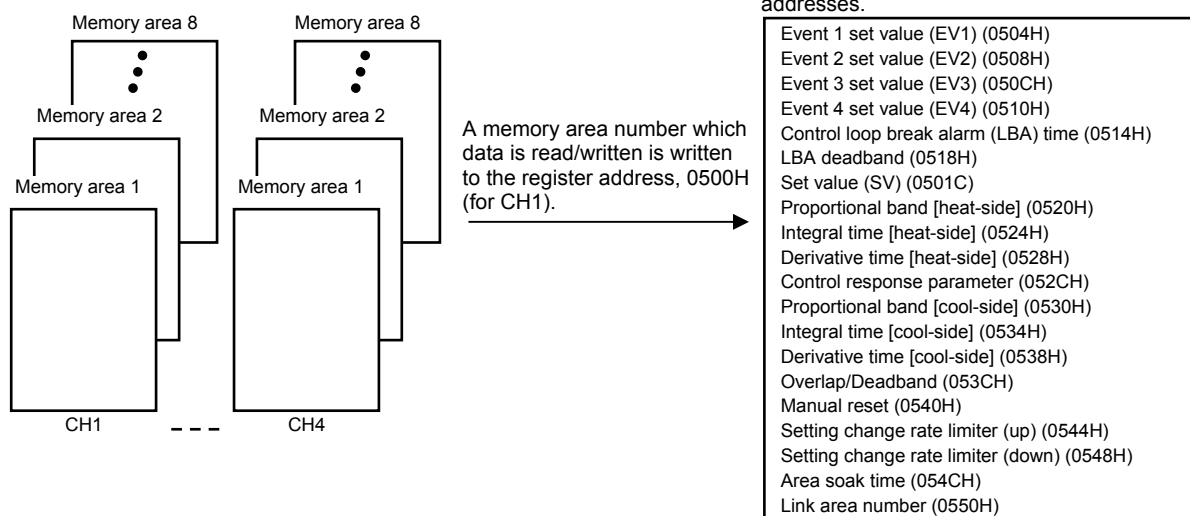 Memory area 8
Memory area 2
Memory area 1
CH1
Memory area 8
Memory area 2
Memory area 1
CH4
A memory area number which
data is read/written is written
to the register address, 0500H
(for CH1).
addresses.
Event 1 set value (EV1) (0504H)
Event 2 set value (EV2) (0508H)
Event 3 set value (EV3) (050CH)
Event 4 set value (EV4) (0510H)
Control loop break alarm (LBA) time (0514H)
LBA deadband (0518H)
Set value (SV) (0501C)
Proportional band [heat-side] (0520H)
Integral time [heat-side] (0524H)
Derivative time [heat-side] (0528H)
Control response parameter (052CH)
Proportional band [cool-side] (0530H)
Integral time [cool-side] (0534H)
Derivative time [cool-side] (0538H)
Overlap/Deadband (053CH)
Manual reset (0540H)
Setting change rate limiter (up) (0544H)
Setting change rate limiter (down) (0548H)
Area soak time (054CH)
Link area number (0550H)